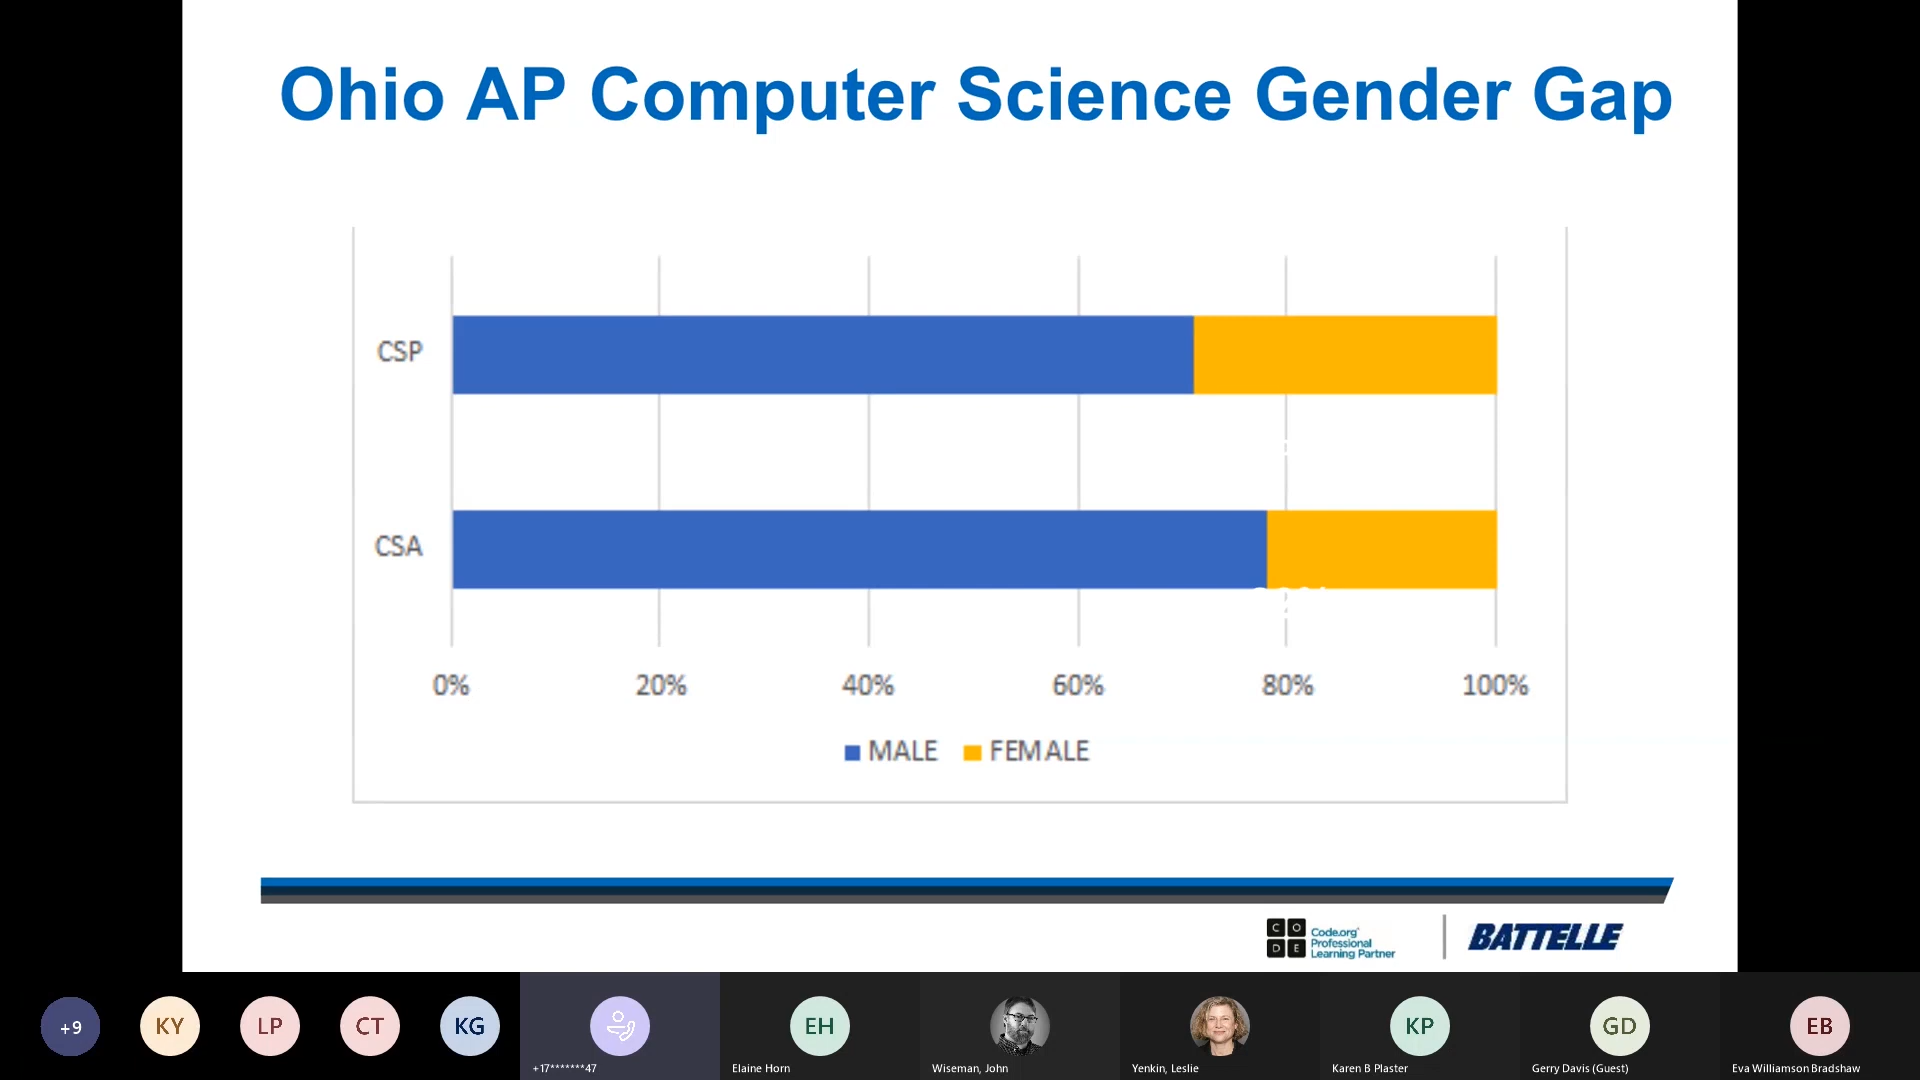 Ohio AP Computer Science Gender Gap
CSP
CSA
0% 20% 40% 60% 80% 100%
MALE FEMALE
C O
D E
Code.org
Professional
Learning Partner
BATTELLE
+9
KY
LP
CT
KG
EH
KP
GD
EB
+17*******47
Elaine Horn
Wiseman, John
Yenkin, Leslie
Karen B Plaster
Gerry Davis (Guest)
Eva Williamson Bradshaw